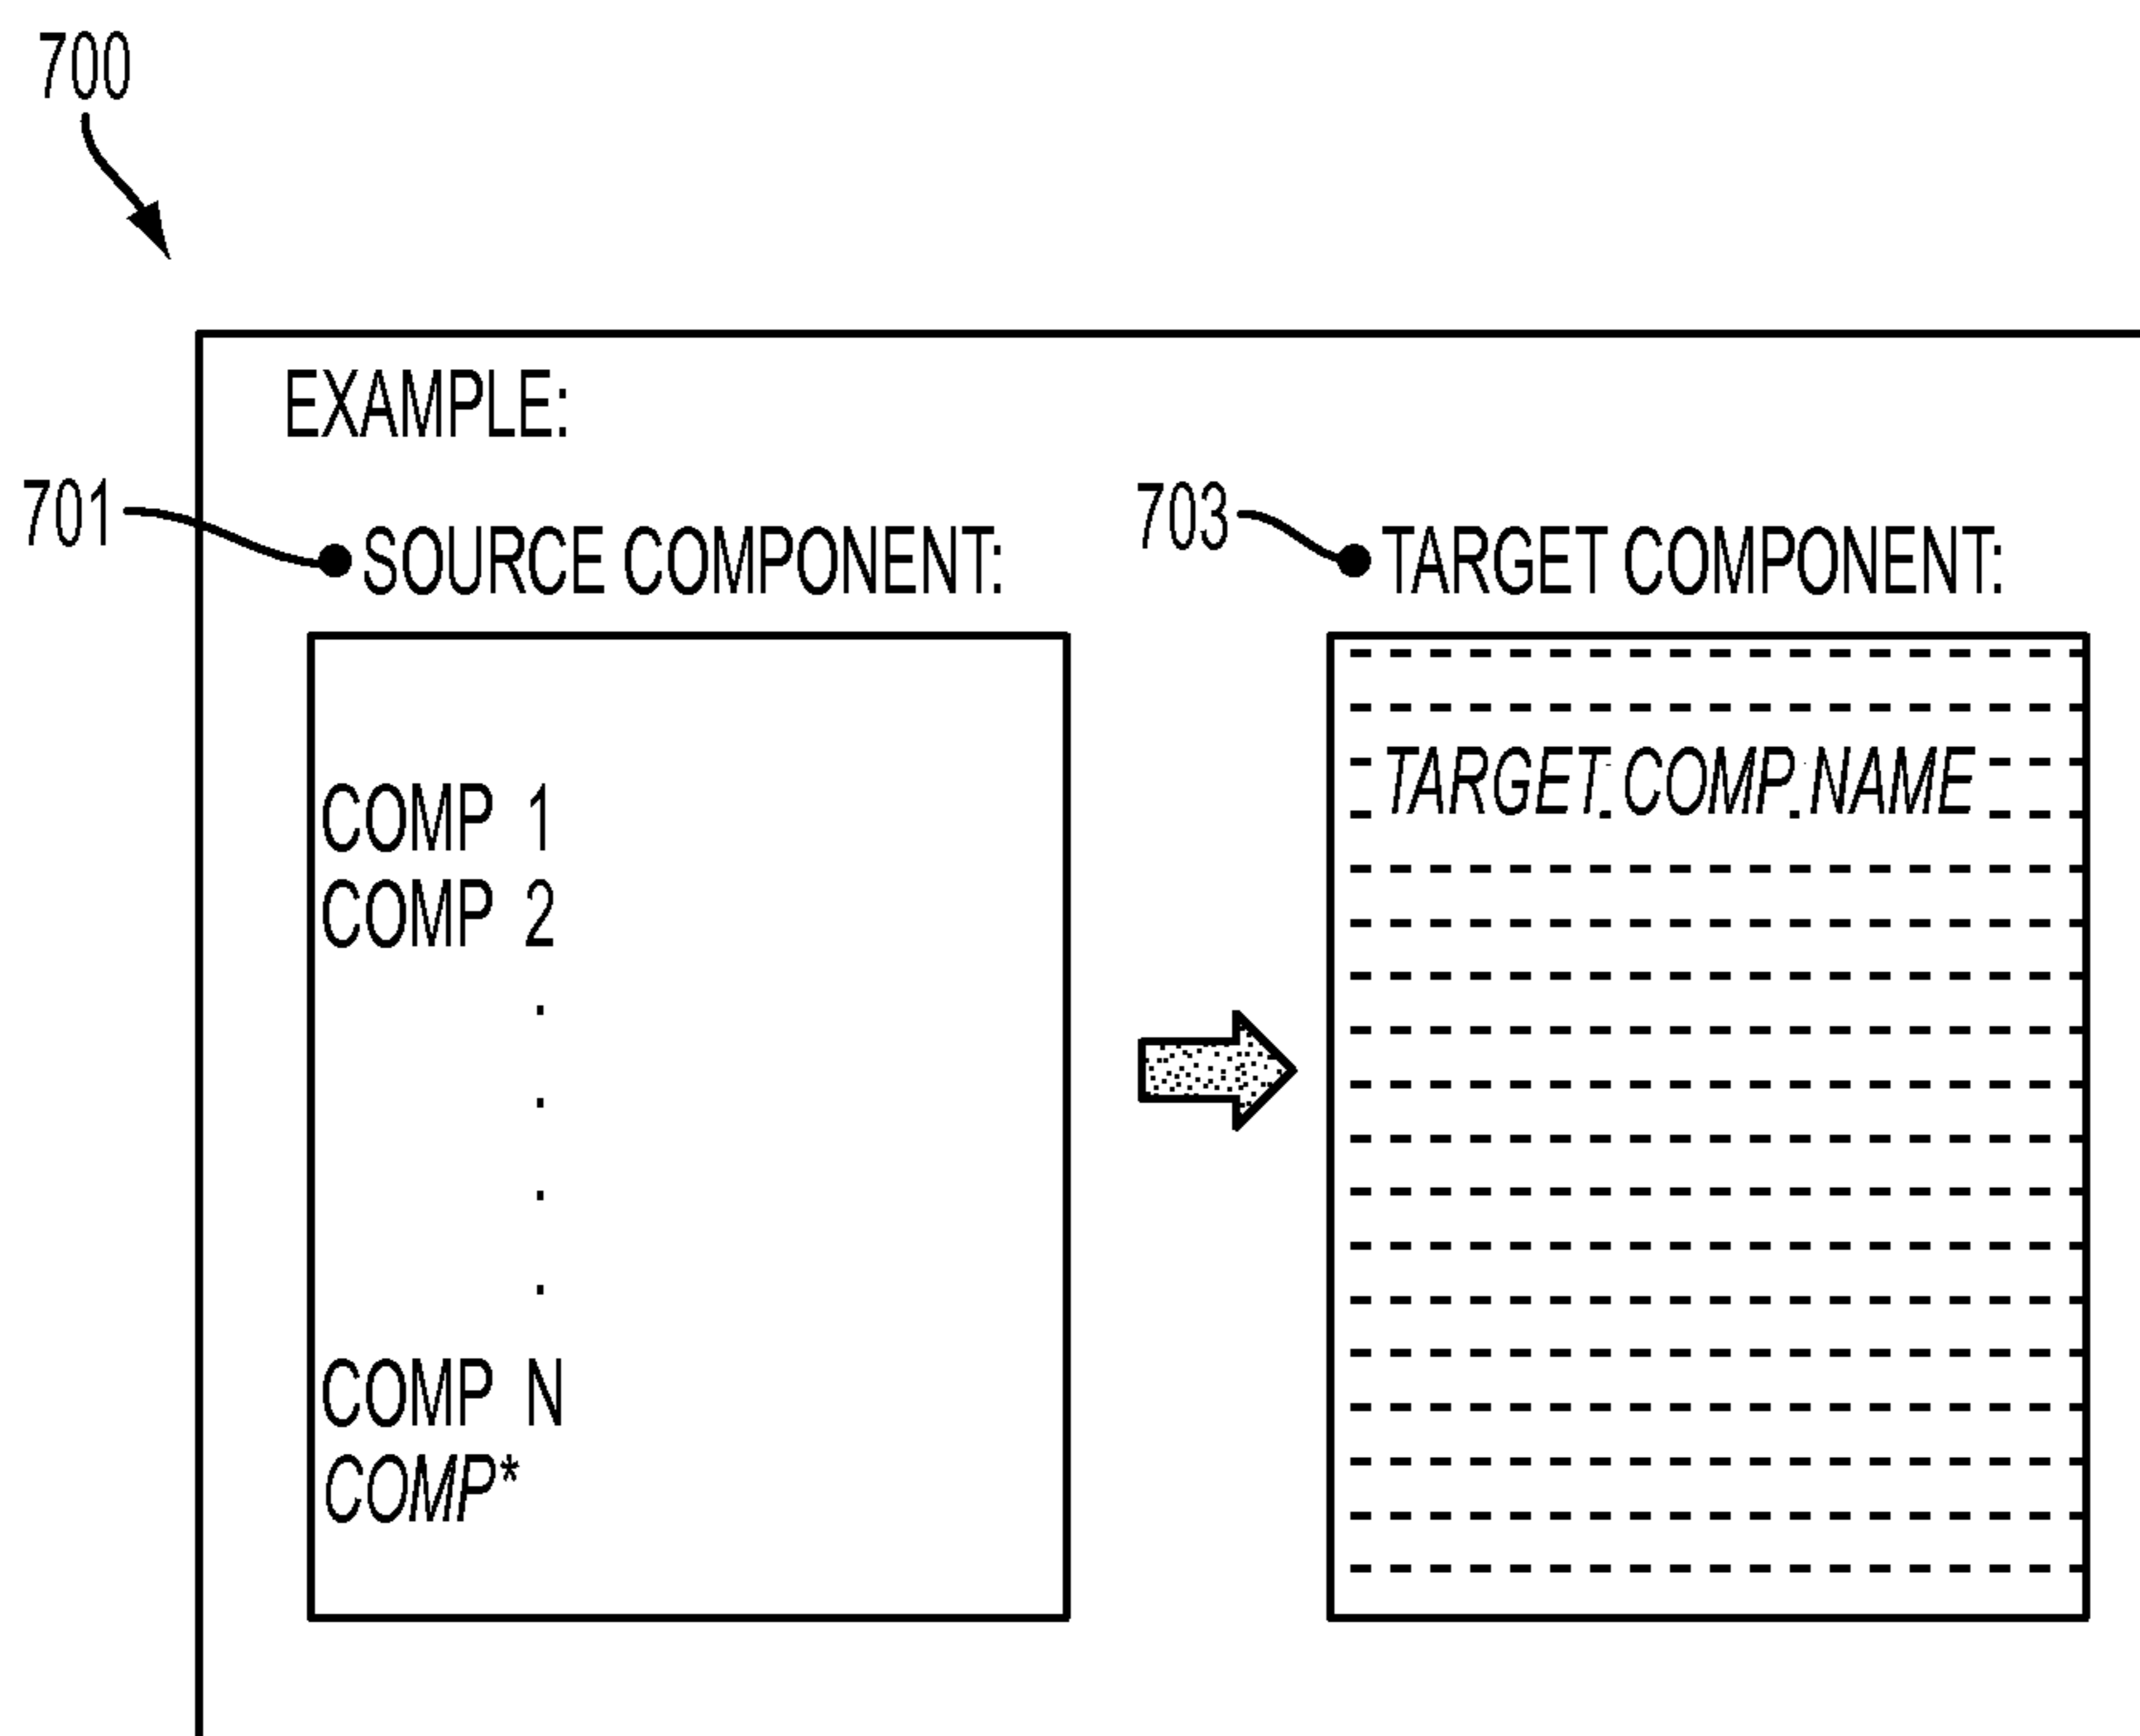 700
EXAMPLE:
701
SOURCE COMPONENT:
COMP 1
COMP 2
.
.
.
.
COMP N
COMP*
703
TARGET COMPONENT:
TARGET.COMP.NAME